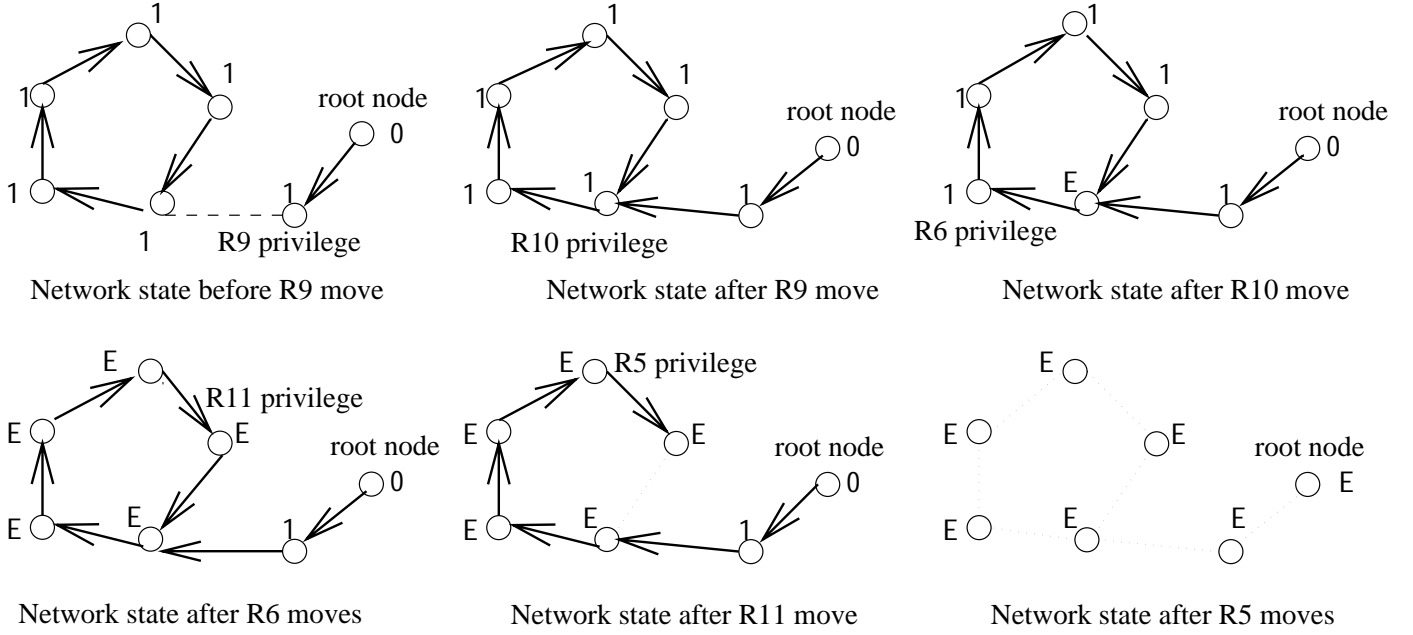 1
1
1
1
1
root node
0
1
R9 privilege
Network state before R9 move
1
1
1
1
1
root node
0
1
R10 privilege
Network state after R9 move
1
1
1
1
E
root node
0
1
R6 privilege
Network state after R10 move
E
R11 privilege
E
E
E
E
root node
0
1
Network state after R6 moves
E
R5 privilege
E
E
E
E
root node
0
1
Network state after R11 move
E
E
E
E
E
root node
E
E
Network state after R5 moves